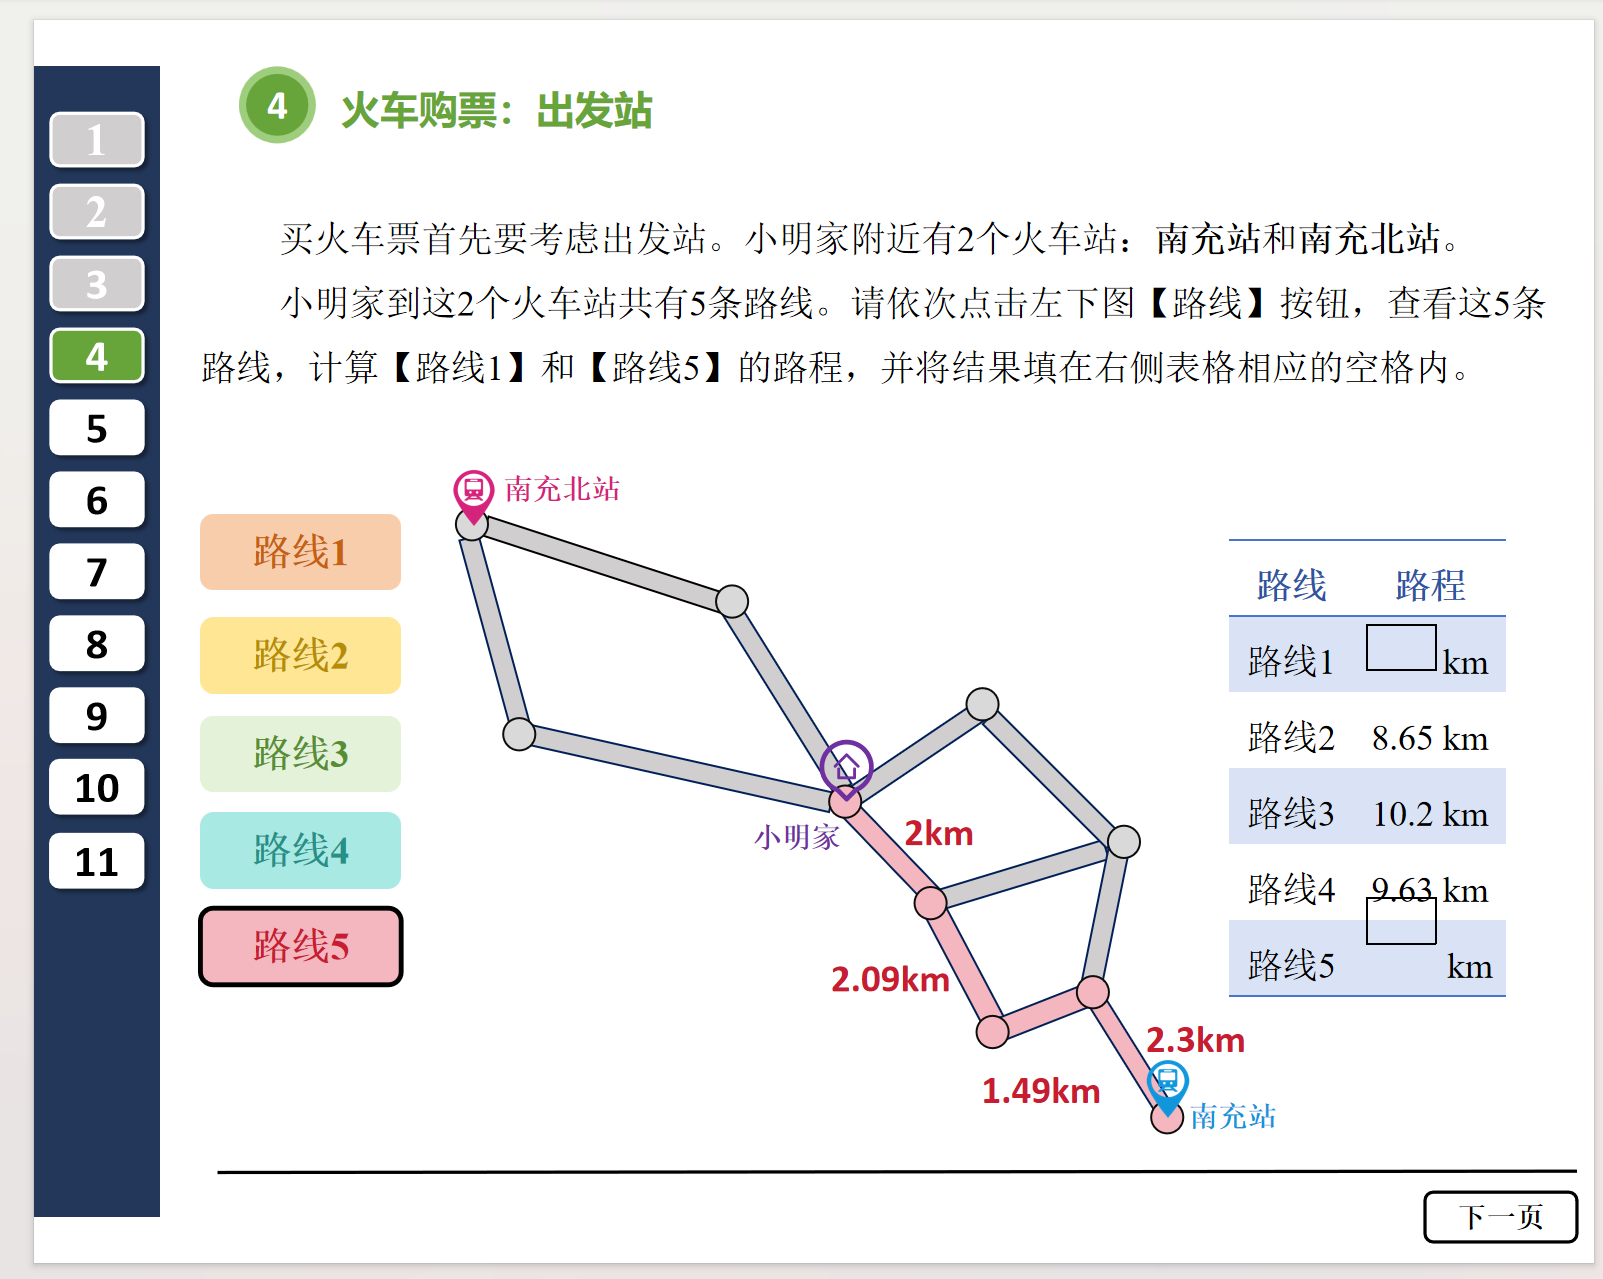 1
2
3
4
5
6
7
8
9
10
11
4 火车购票：出发站
买火车票首先要考虑出发站。小明家附近有2个火车站：南充站和南充北站。
小明家到这2个火车站共有5条路线。请依次点击左下图【路线】按钮，查看这5条
路线，计算【路线1】和【路线5】的路程，并将结果填在右侧表格相应的空格内。
路线1
路线2
路线3
路线4
路线5
南充北站
小明家
2km
2.09km
1.49km
2.3km
南充站
路线 路程
路线1 km
路线2 8.65 km
路线3 10.2 km
路线4 9.63 km
路线5 km
下一页